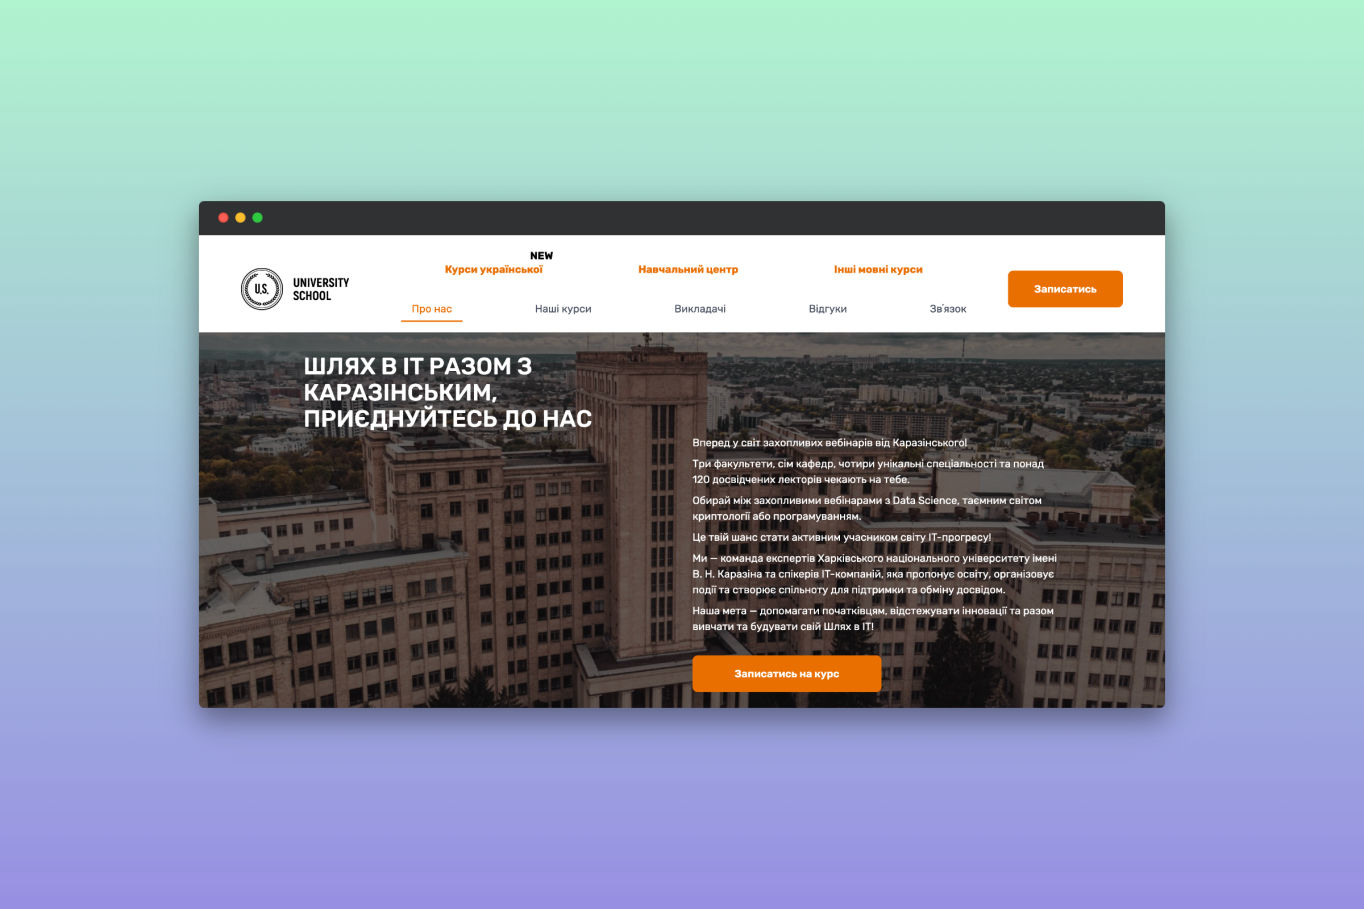 U.S.
UNIVERSITY
SCHOOL
NEW
Курси української
Навчальний центр
Інші мовні курси
Про нас
Наші курси
Викладачі
Відгуки
Зв'язок
Записатись
ШЛЯХ В ІТ РАЗОМ З
КАРАЗІНСЬКИМ,
ПРИЄДНУЙТЕСЬ ДО НАС
Вперед у світ захопливих вебінарів від Каразінського!
Три факультети, сім кафедр, чотири унікальні спеціальності та понад
120 досвідчених лекторів чекають на тебе.
Обирай між захопливими вебінарами з Data Science, таємним світом
криптології або програмуванням.
Це твій шанс стати активним учасником світу ІТ-прогресу!
Ми — команда експертів Харківського національного університету імені
В. Н. Каразіна та спікерів ІТ-компаній, яка пропонує освіту, організовує
події та створює спільноту для підтримки та обміну досвідом.
Наша мета — допомагати початківцям, відстежувати інновації та разом
вивчати та будувати свій Шлях в ІТ!
Записатись на курс